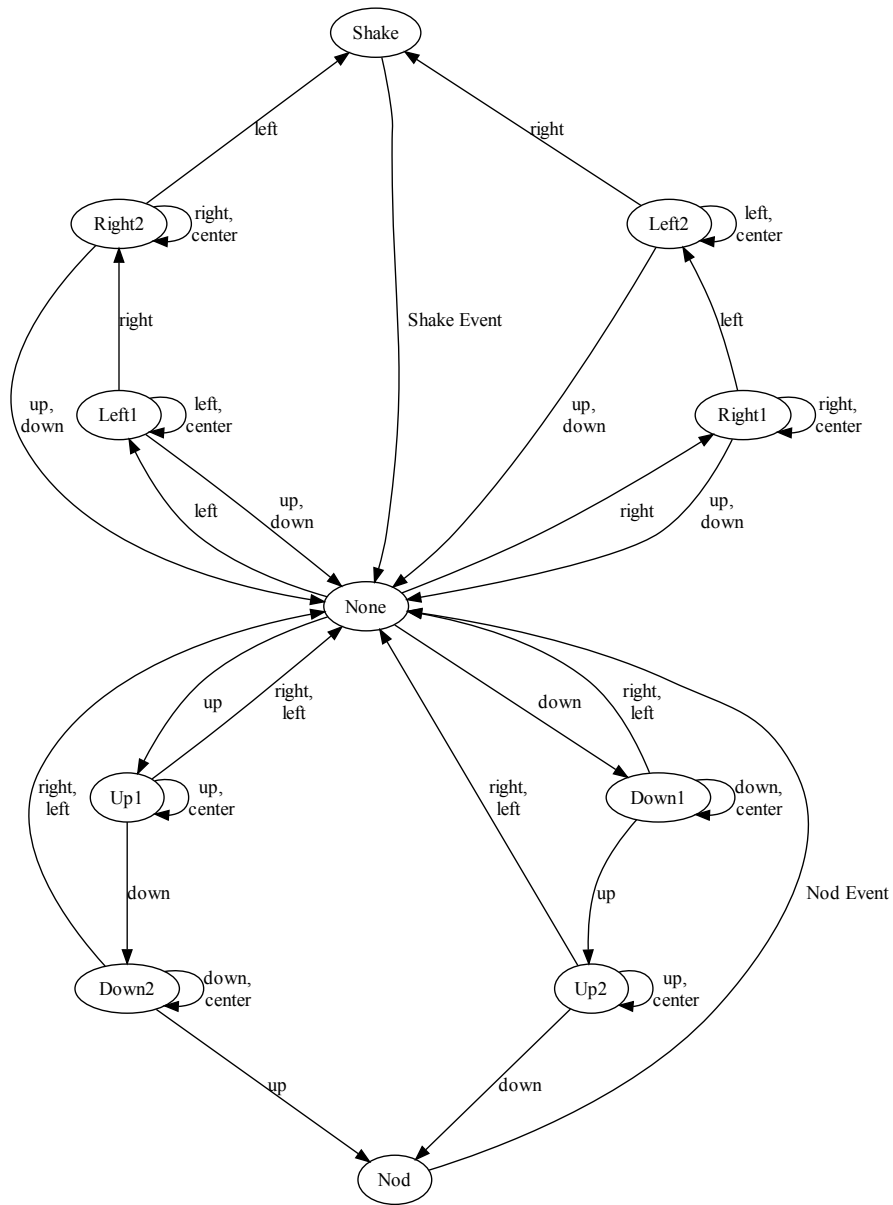 Shake
left
right
Right2
right,
center
Left2
left,
center
right
Shake Event
left
up,
down
Left1
left,
center
up,
down
Right1
right,
center
left
up,
down
right
up,
down
None
up
right,
left
down
right,
left
right,
left
Up1
up,
center
right,
left
Down1
down,
center
down
up
Nod Event
Down2
down,
center
Up2
up,
center
up
down
Nod